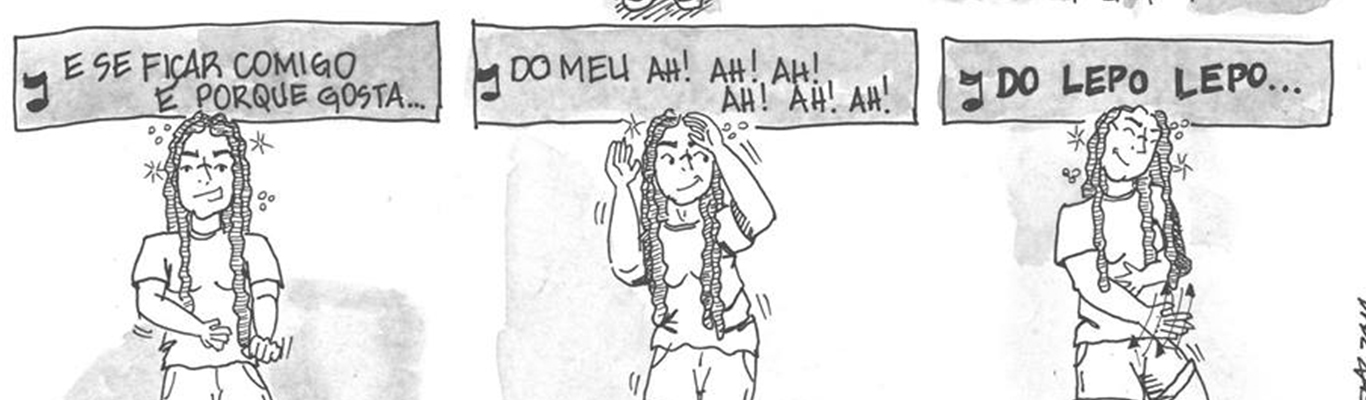 E SE FICAR COMIGO
E PORQUE GOSTA...
DO MEU AH! AH! AH!
AH! AH! AH!
DO LEPO LEPO...